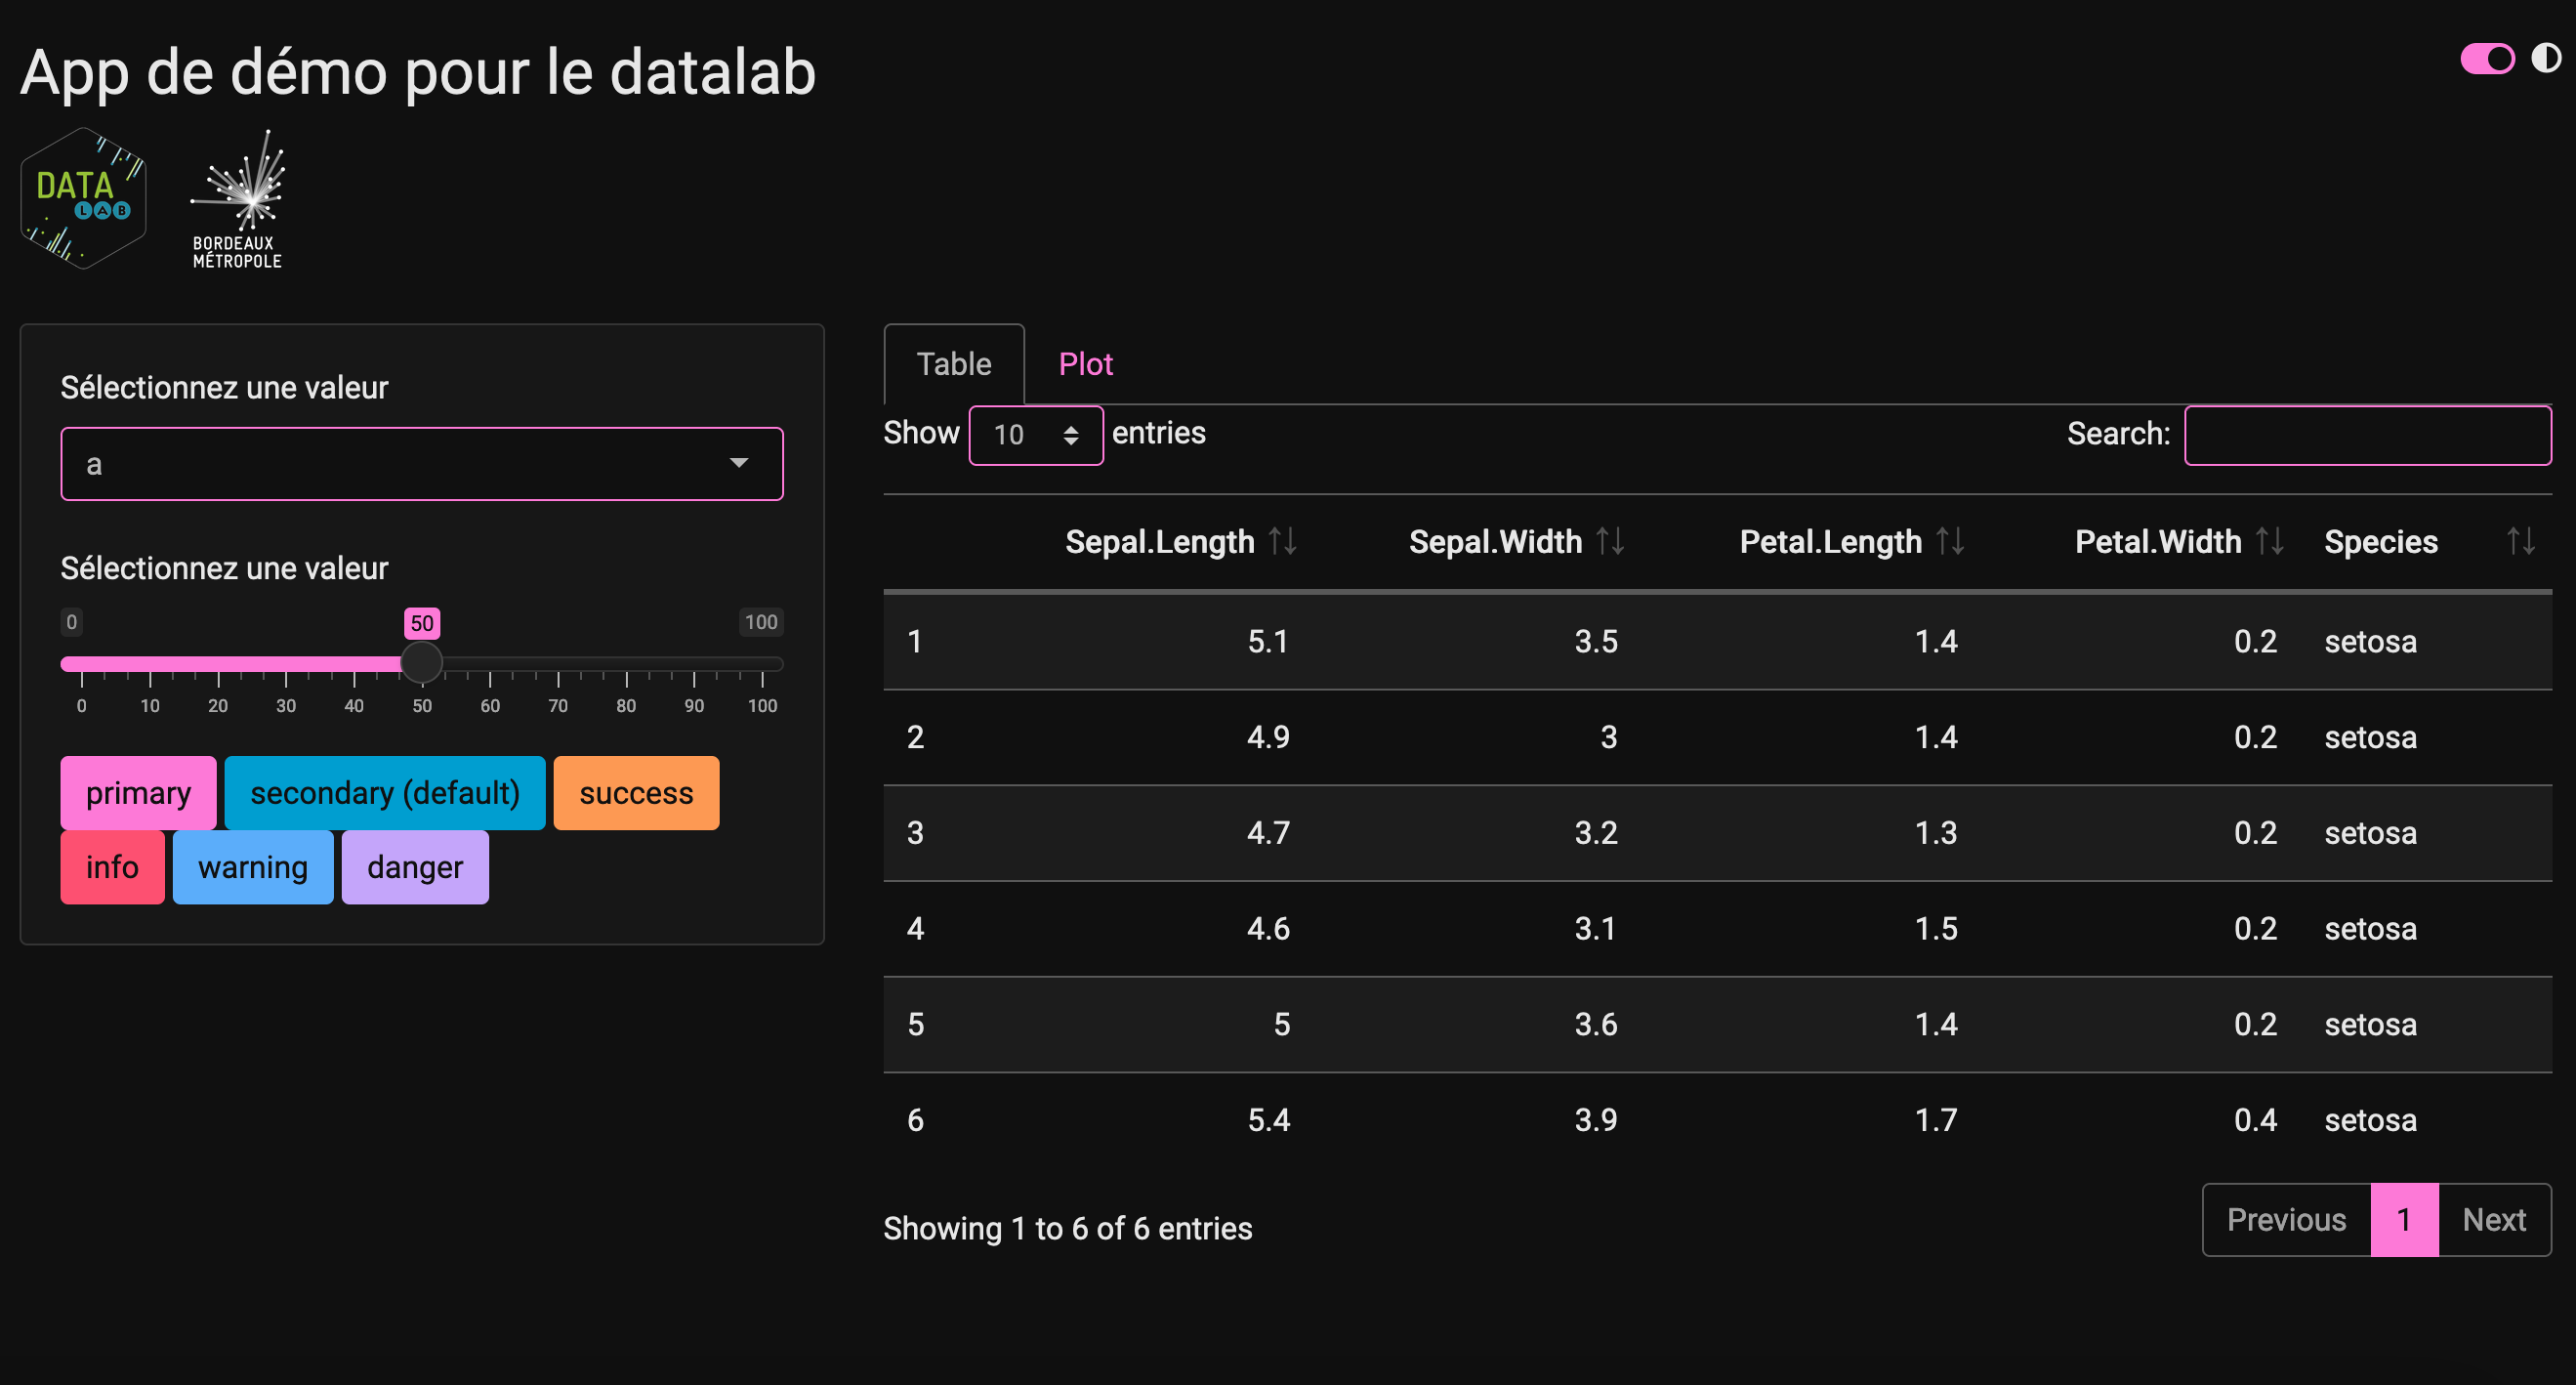 App de démo pour le datalab
DATA
LAB
BORDEAUX
MÉTROPOLE
Sélectionnez une valeur
a
Sélectionnez une valeur
0 50 100
0 10 20 30 40 50 60 70 80 90 100
primary secondary (default) success
info warning danger
Table Plot
Show 10 entries Search:
Sepal.Length Sepal.Width Petal.Length Petal.Width Species
1 5.1 3.5 1.4 0.2 setosa
2 4.9 3 1.4 0.2 setosa
3 4.7 3.2 1.3 0.2 setosa
4 4.6 3.1 1.5 0.2 setosa
5 5 3.6 1.4 0.2 setosa
6 5.4 3.9 1.7 0.4 setosa
Showing 1 to 6 of 6 entries Previous 1 Next